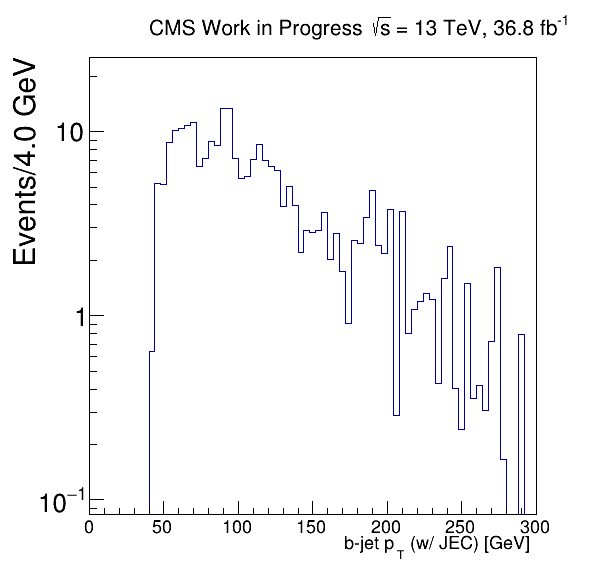 CMS Work in Progress √s = 13 TeV, 36.8 fb⁻¹
Events/4.0 GeV
10
1
10⁻¹
0 50 100 150 200 250 300
b-jet p_T (w/ JEC) [GeV]